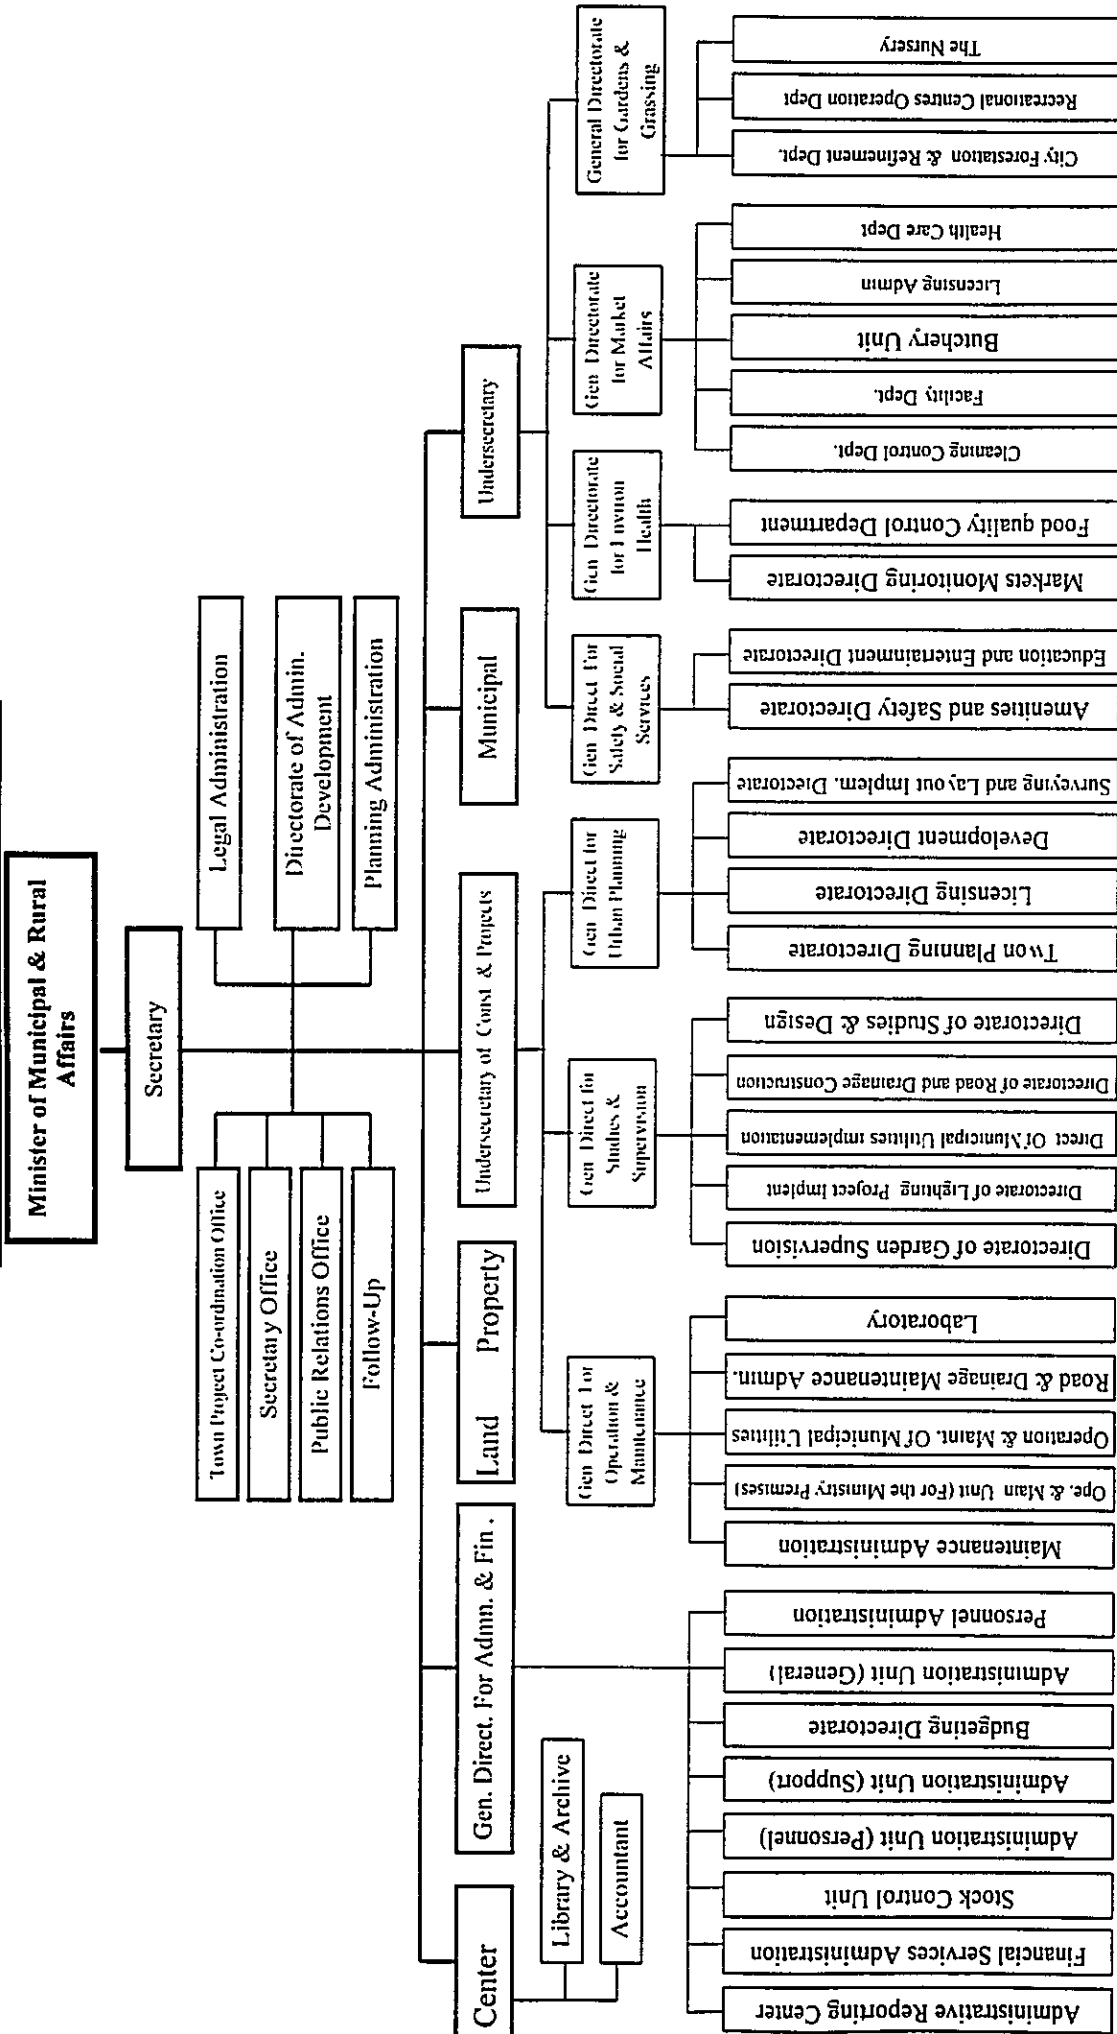 Minister of Municipal & Rural
Affairs
Secretary
Town Project Co-ordination Office
Secretary Office
Public Relations Office
Follow-Up
Legal Administration
Directorate of Admin.
Development
Planning Administration
Center
Gen. Direct. For Admn. & Fin .
Land Property
Undersecretary of Const & Projects
Municipal
Undersecretary
Library & Archive
Accountant
Gen Direct For
Operation &
Maintenance
Gen Direct for
Studies &
Supervision
Gen Direct for
Urban Planning
Gen Direct For
Safety & Social
Services
Gen Directorate
for Environ
Health
Gen Directorate
for Market
Affairs
General Directorate
for Gardens &
Grassing
Administrative Reporting Center
Financial Services Administration
Stock Control Unit
Administration Unit (Personnel)
Administration Unit (Support)
Budgeting Directorate
Administration Unit (General)
Personnel Administration
Maintenance Administration
Ope. & Main Unit (For the Ministry Premises)
Operation & Maint. Of Municipal Utilities
Road & Drainage Maintenance Admin.
Laboratory
Directorate of Garden Supervision
Directorate of Lighting Project Implent
Direct Of Municipal Utilities implementation
Directorate of Road and Drainage Construction
Directorate of Studies & Design
Twon Planning Directorate
Licensing Directorate
Development Directorate
Surveying and Layout Implem. Directorate
Amenities and Safety Directorate
Education and Entertainment Directorate
Markets Monitoring Directorate
Food quality Control Department
Cleaning Control Dept.
Facility Dept.
Butchery Unit
Licensing Admin
Health Care Dept
City Forestation & Refinement Dept.
Recreational Centres Operation Dept
The Nursery